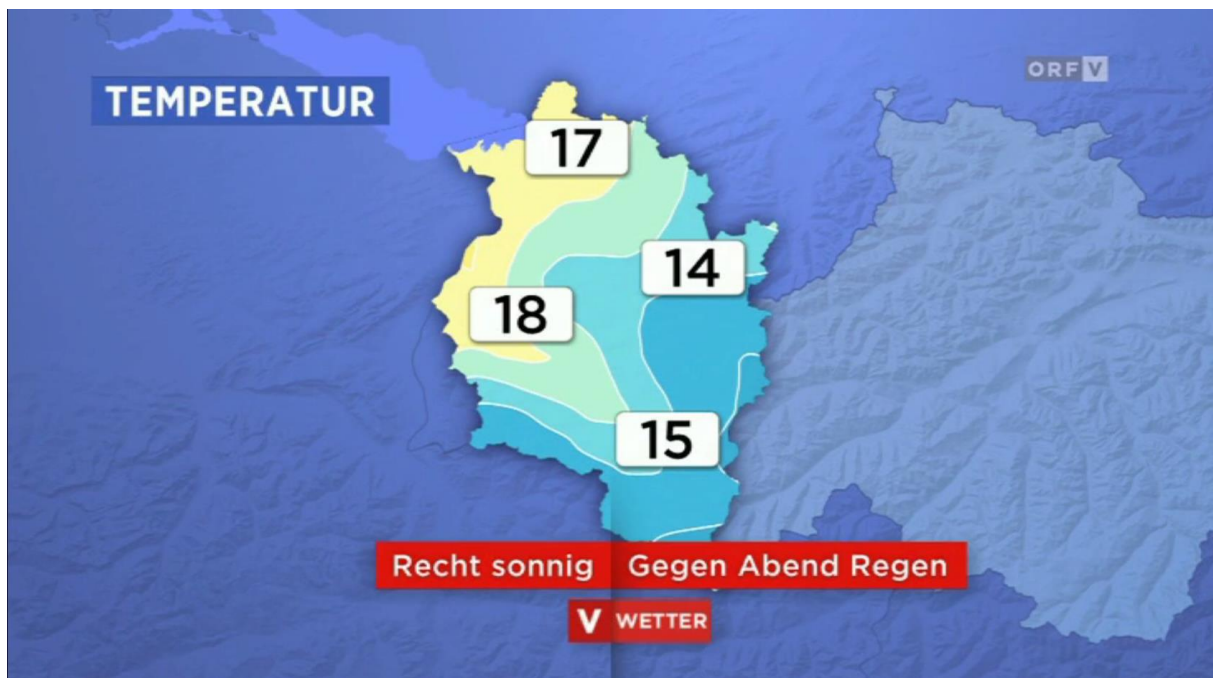 ORF V
TEMPERATUR
17
14
18
15
Recht sonnig Gegen Abend Regen
V WETTER